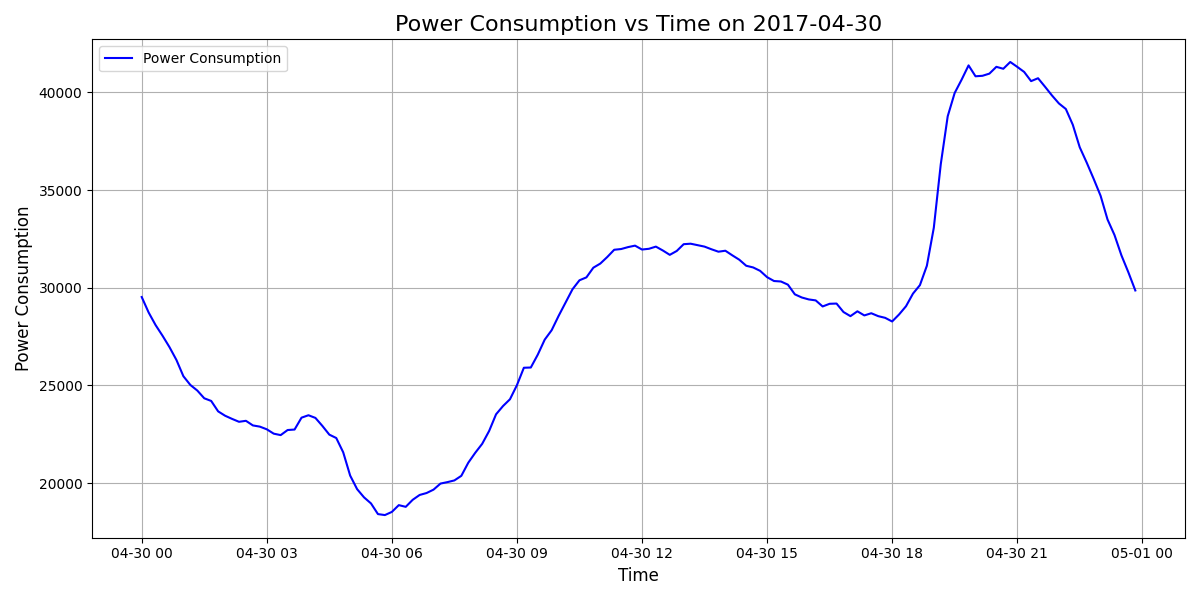 Power Consumption vs Time on 2017-04-30
Power Consumption
40000
35000
30000
25000
20000
Power Consumption
04-30 00 04-30 03 04-30 06 04-30 09 04-30 12 04-30 15 04-30 18 04-30 21 05-01 00
Time